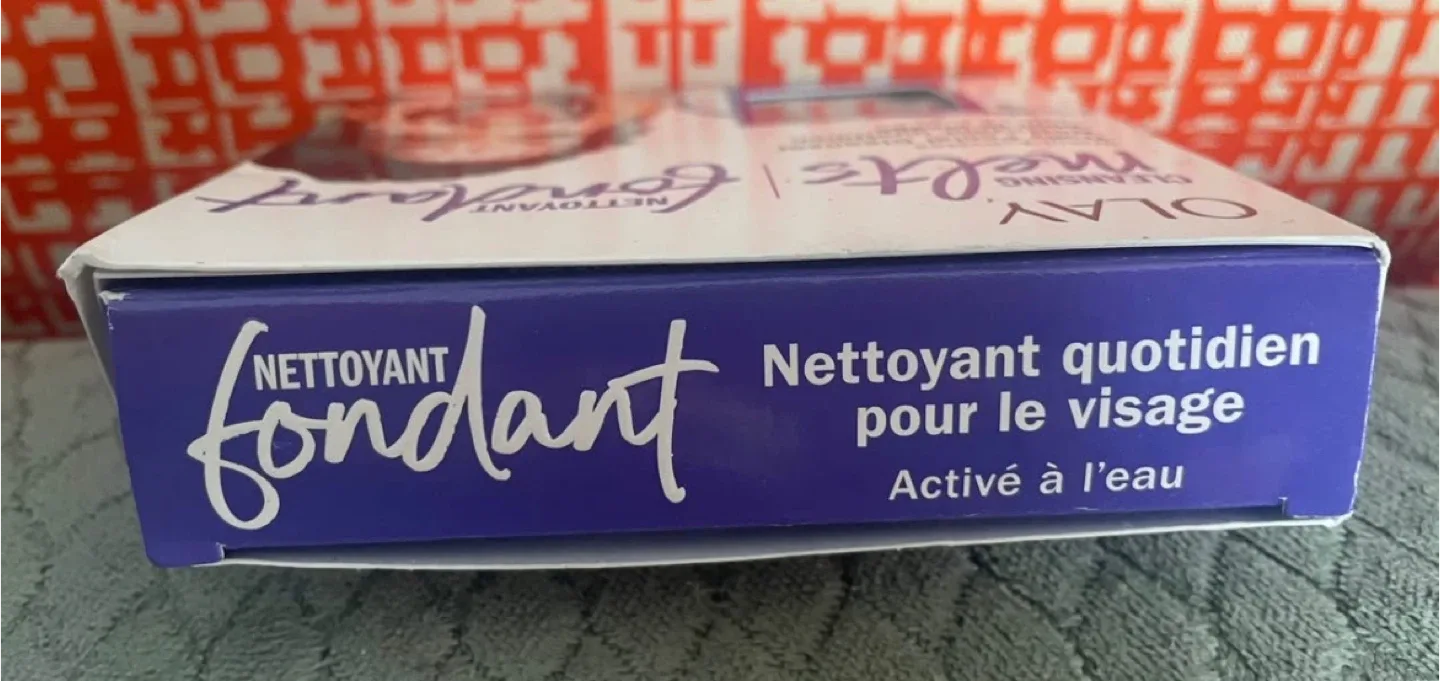 OLAY
CLEANSING
melts | NETTOYANT fondant
NETTOYANT
fondant
Nettoyant quotidien
pour le visage
Activé à l'eau